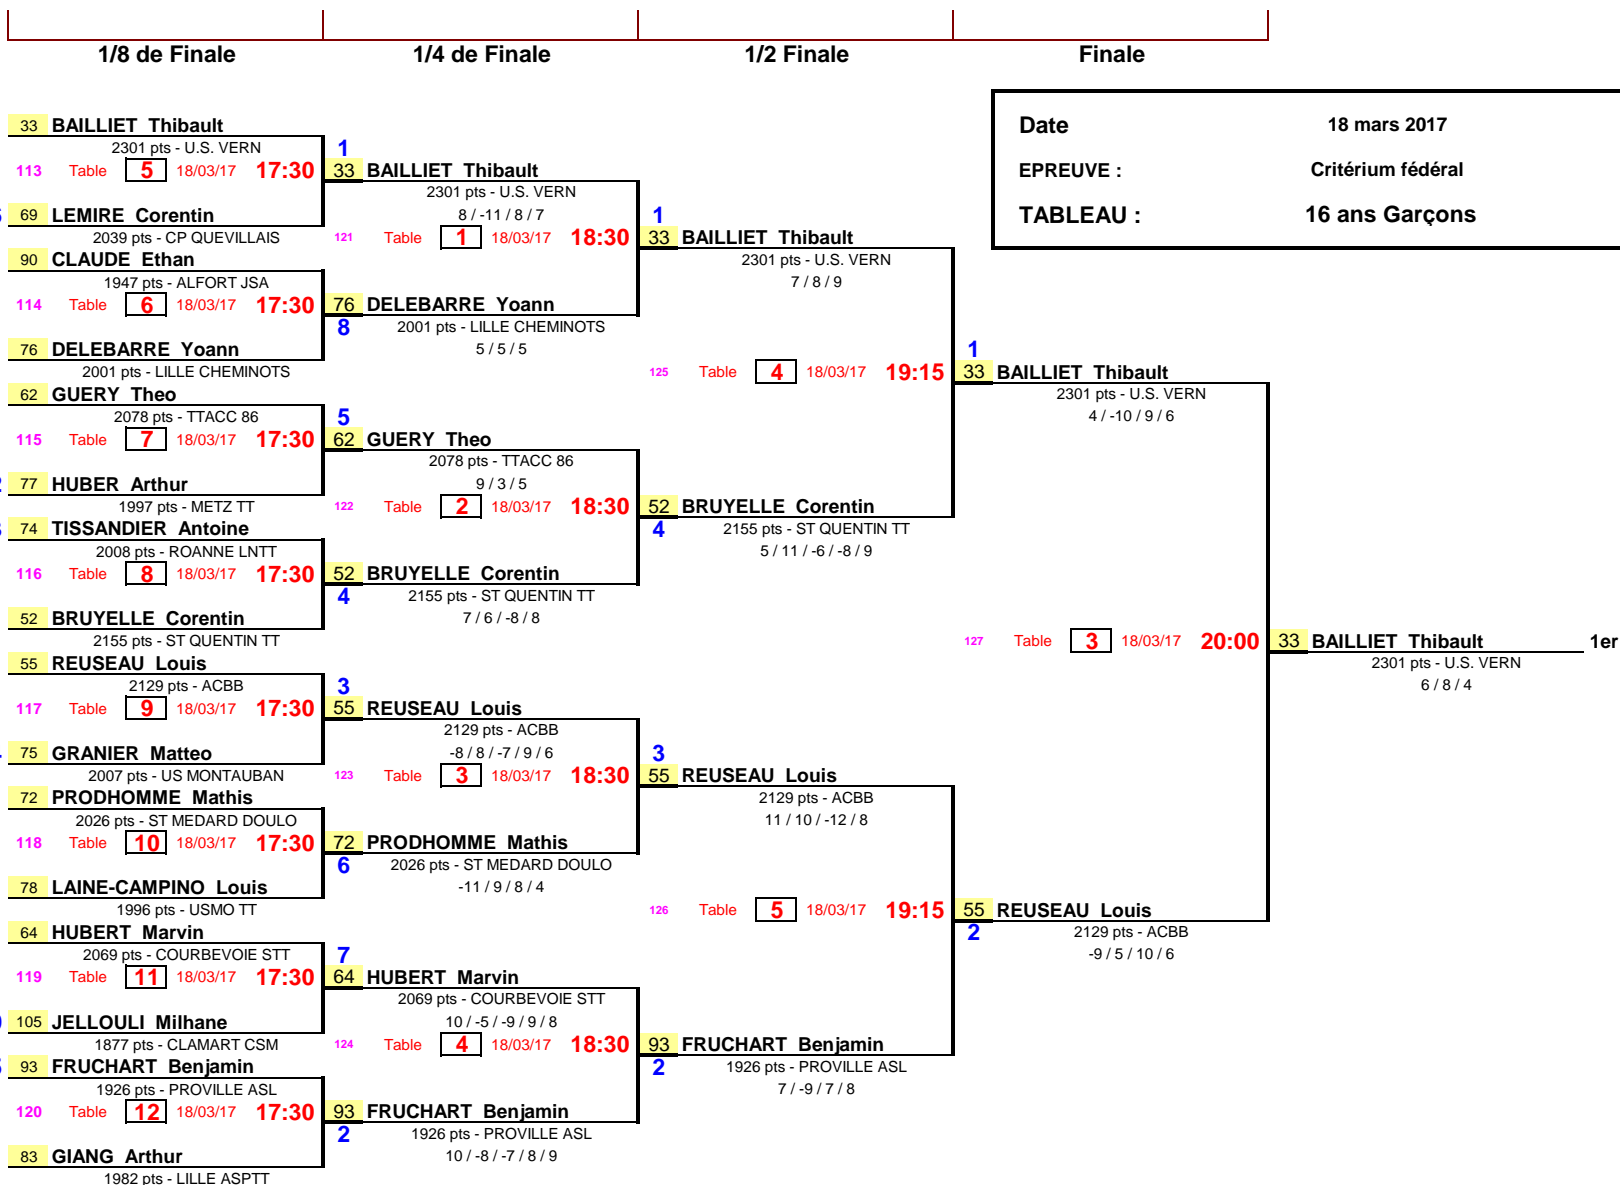 1/8 de Finale
1/4 de Finale
1/2 Finale
Finale
Date 18 mars 2017
EPREUVE : Critérium fédéral
TABLEAU : 16 ans Garçons
33 BAILLIET Thibault
2301 pts - U.S. VERN
113 Table 5 18/03/17 17:30
69 LEMIRE Corentin
2039 pts - CP QUEVILLAIS
90 CLAUDE Ethan
1947 pts - ALFORT JSA
114 Table 6 18/03/17 17:30
76 DELEBARRE Yoann
2001 pts - LILLE CHEMINOTS
62 GUERY Theo
2078 pts - TTACC 86
115 Table 7 18/03/17 17:30
77 HUBER Arthur
1997 pts - METZ TT
74 TISSANDIER Antoine
2008 pts - ROANNE LNTT
116 Table 8 18/03/17 17:30
52 BRUYELLE Corentin
2155 pts - ST QUENTIN TT
55 REUSEAU Louis
2129 pts - ACBB
117 Table 9 18/03/17 17:30
75 GRANIER Matteo
2007 pts - US MONTAUBAN
72 PRODHOMME Mathis
2026 pts - ST MEDARD DOULO
118 Table 10 18/03/17 17:30
78 LAINE-CAMPINO Louis
1996 pts - USMO TT
64 HUBERT Marvin
2069 pts - COURBEVOIE STT
119 Table 11 18/03/17 17:30
105 JELLOULI Milhane
1877 pts - CLAMART CSM
93 FRUCHART Benjamin
1926 pts - PROVILLE ASL
120 Table 12 18/03/17 17:30
83 GIANG Arthur
1982 pts - LILLE ASPTT
1
33 BAILLIET Thibault
2301 pts - U.S. VERN
8 / -11 / 8 / 7
121 Table 1 18/03/17 18:30
76 DELEBARRE Yoann
8 2001 pts - LILLE CHEMINOTS
5 / 5 / 5
5
62 GUERY Theo
2078 pts - TTACC 86
9 / 3 / 5
122 Table 2 18/03/17 18:30
52 BRUYELLE Corentin
4 2155 pts - ST QUENTIN TT
7 / 6 / -8 / 8
3
55 REUSEAU Louis
2129 pts - ACBB
-8 / 8 / -7 / 9 / 6
123 Table 3 18/03/17 18:30
72 PRODHOMME Mathis
6 2026 pts - ST MEDARD DOULO
-11 / 9 / 8 / 4
7
64 HUBERT Marvin
2069 pts - COURBEVOIE STT
10 / -5 / -9 / 9 / 8
124 Table 4 18/03/17 18:30
93 FRUCHART Benjamin
2 1926 pts - PROVILLE ASL
10 / -8 / -7 / 8 / 9
1
33 BAILLIET Thibault
2301 pts - U.S. VERN
7 / 8 / 9
125 Table 4 18/03/17 19:15
52 BRUYELLE Corentin
4 2155 pts - ST QUENTIN TT
5 / 11 / -6 / -8 / 9
3
55 REUSEAU Louis
2129 pts - ACBB
11 / 10 / -12 / 8
126 Table 5 18/03/17 19:15
93 FRUCHART Benjamin
2 1926 pts - PROVILLE ASL
7 / -9 / 7 / 8
1
33 BAILLIET Thibault
2301 pts - U.S. VERN
4 / -10 / 9 / 6
127 Table 3 18/03/17 20:00
55 REUSEAU Louis
2 2129 pts - ACBB
-9 / 5 / 10 / 6
33 BAILLIET Thibault 1er
2301 pts - U.S. VERN
6 / 8 / 4